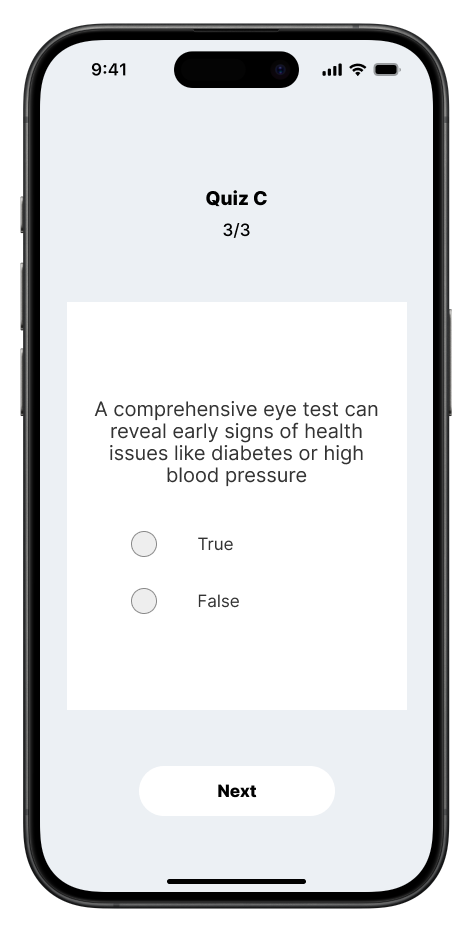 9:41
Quiz C
3/3
A comprehensive eye test can
reveal early signs of health
issues like diabetes or high
blood pressure
True
False
Next